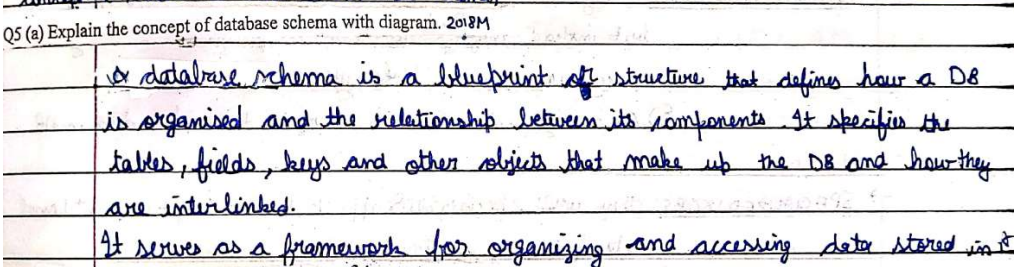 Q5 (a) Explain the concept of database schema with diagram. 2018M
A database schema is a blueprint or structure that defines how a DB
is organised and the relationship between its components. It specifies the
tables, fields, keys and other objects that make up the DB and how they
are interlinked.
It serves as a framework for organizing and accessing data stored in